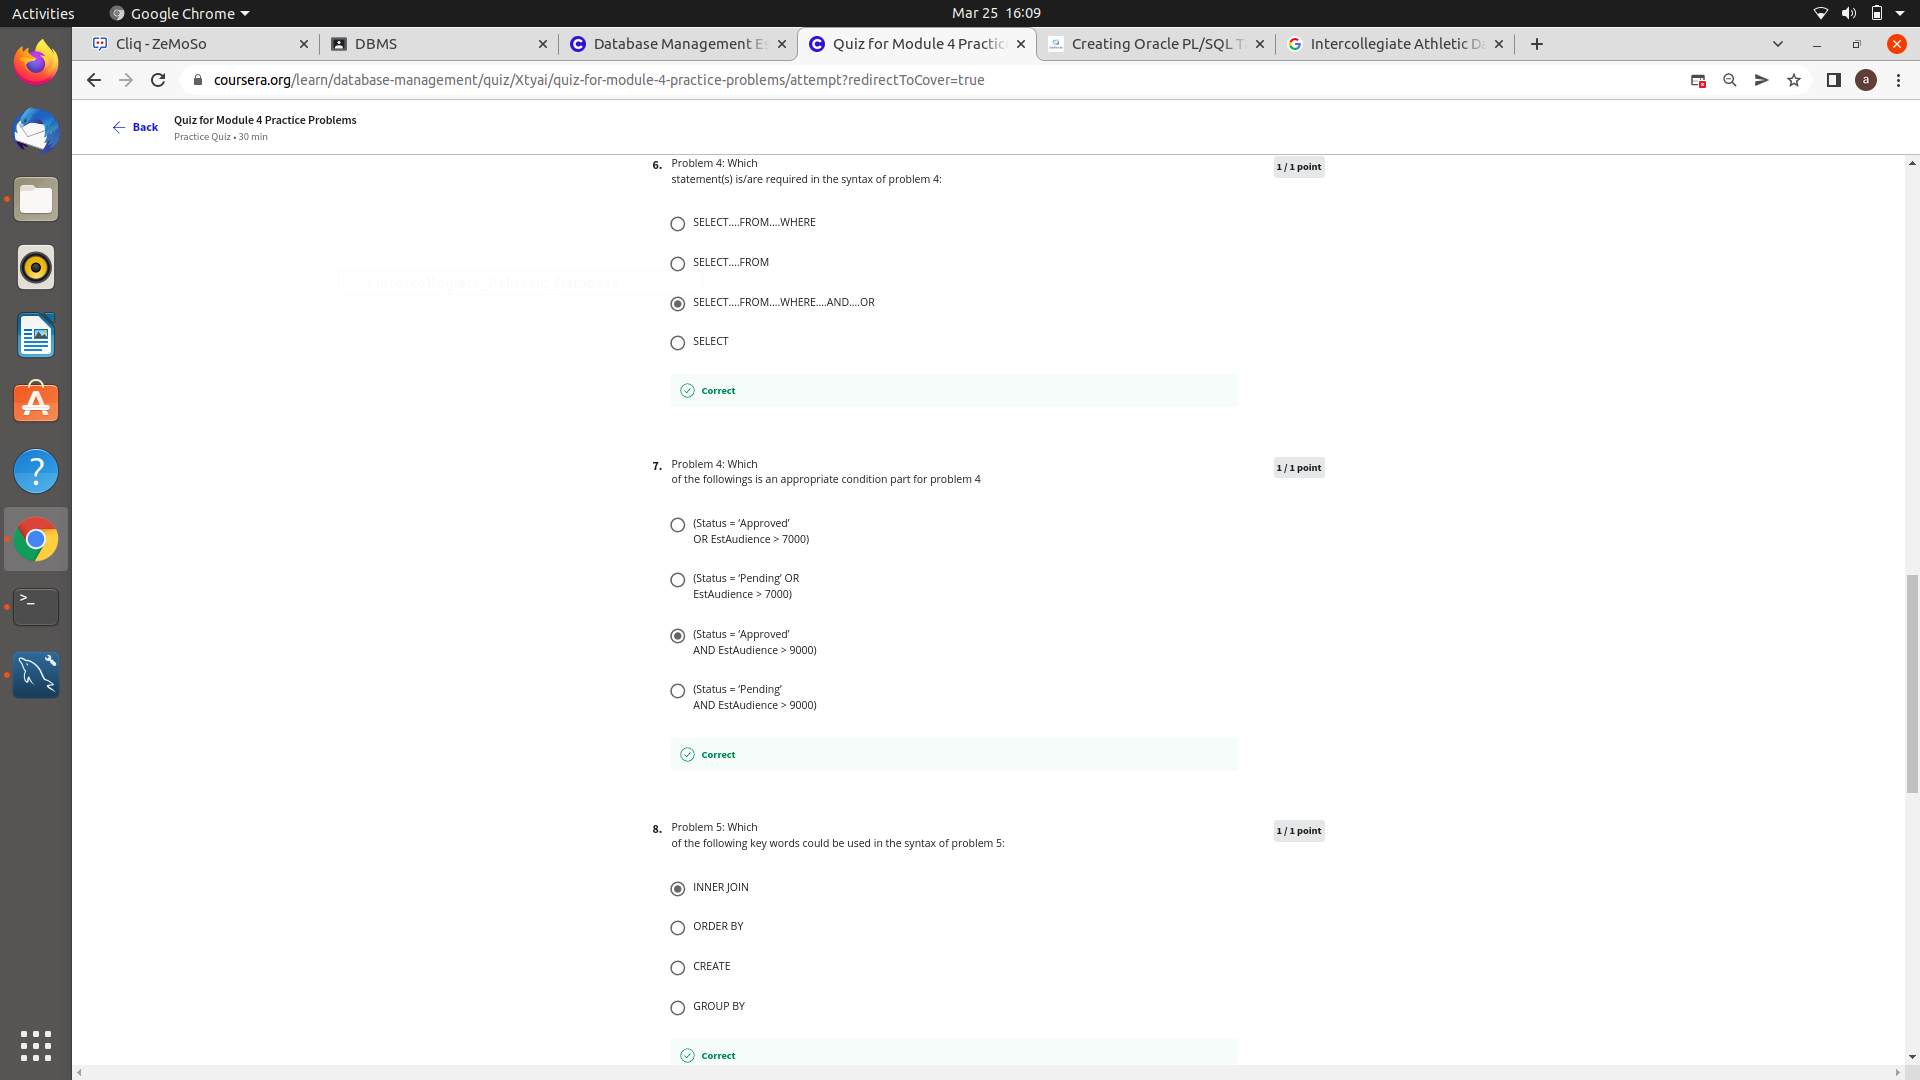 Activities
Google Chrome
Mar 25 16:09
Cliq - ZeMoSo
DBMS
Database Management Es
Quiz for Module 4 Practic
Creating Oracle PL/SQL Ta
Intercollegiate Athletic Da
coursera.org/learn/database-management/quiz/Xtyai/quiz-for-module-4-practice-problems/attempt?redirectToCover=true
a
Back
Quiz for Module 4 Practice Problems
Practice Quiz • 30 min
6. Problem 4: Which
statement(s) is/are required in the syntax of problem 4:
1 / 1 point
SELECT....FROM....WHERE
SELECT....FROM
SELECT....FROM....WHERE....AND....OR
SELECT
Correct
7. Problem 4: Which
of the followings is an appropriate condition part for problem 4
1 / 1 point
(Status = ‘Approved’
OR EstAudience > 7000)
(Status = ‘Pending’ OR
EstAudience > 7000)
(Status = ‘Approved’
AND EstAudience > 9000)
(Status = ‘Pending’
AND EstAudience > 9000)
Correct
8. Problem 5: Which
of the following key words could be used in the syntax of problem 5:
1 / 1 point
INNER JOIN
ORDER BY
CREATE
GROUP BY
Correct